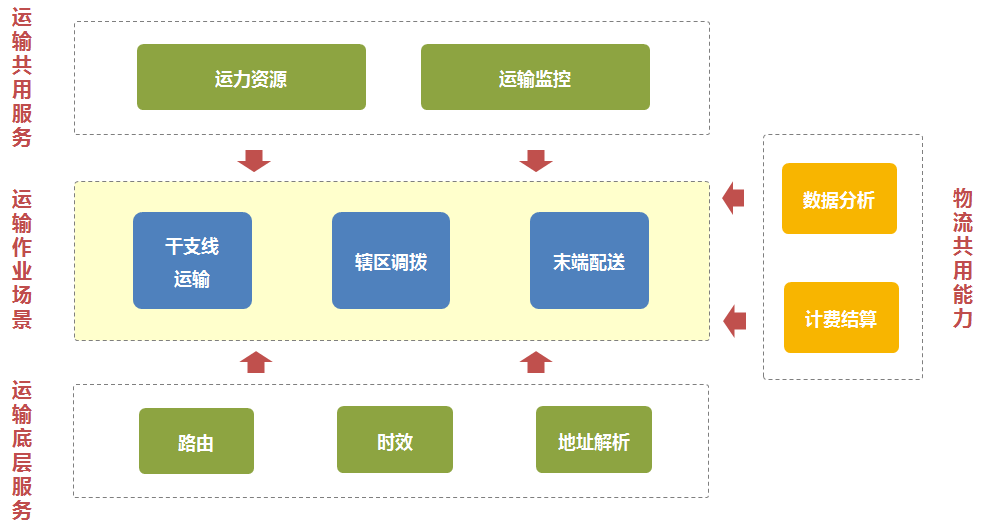 运输共用服务
运力资源
运输监控
运输作业场景
干支线
运输
辖区调拨
末端配送
数据分析
计费结算
物流共用能力
运输底层服务
路由
时效
地址解析